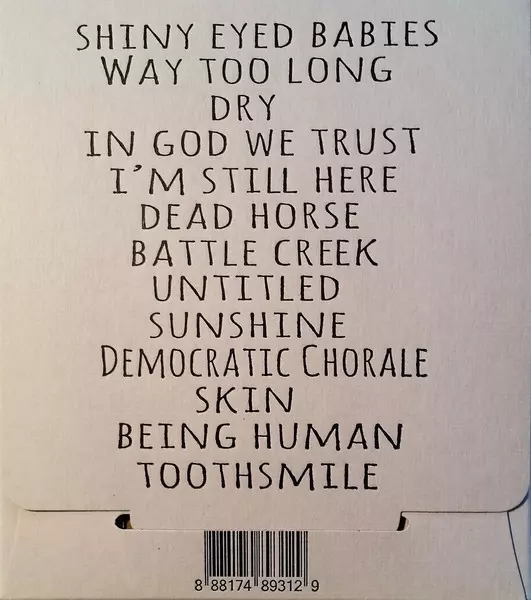 SHINY EYED BABIES
WAY TOO LONG
DRY
IN GOD WE TRUST
I'M STILL HERE
DEAD HORSE
BATTLE CREEK
UNTITLED
SUNSHINE
DEMOCRATIC CHORALE
SKIN
BEING HUMAN
TOOTHSMILE
8 88174 89312 9